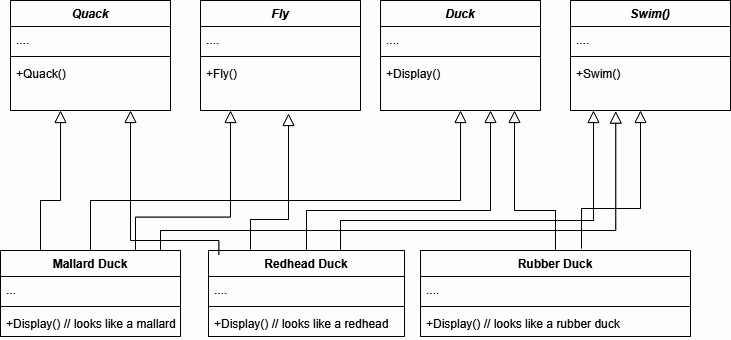 Quack
....
+Quack()
Fly
....
+Fly()
Duck
....
+Display()
Swim()
....
+Swim()
Mallard Duck
...
+Display() // looks like a mallard
Redhead Duck
....
+Display() // looks like a redhead
Rubber Duck
....
+Display() // looks like a rubber duck